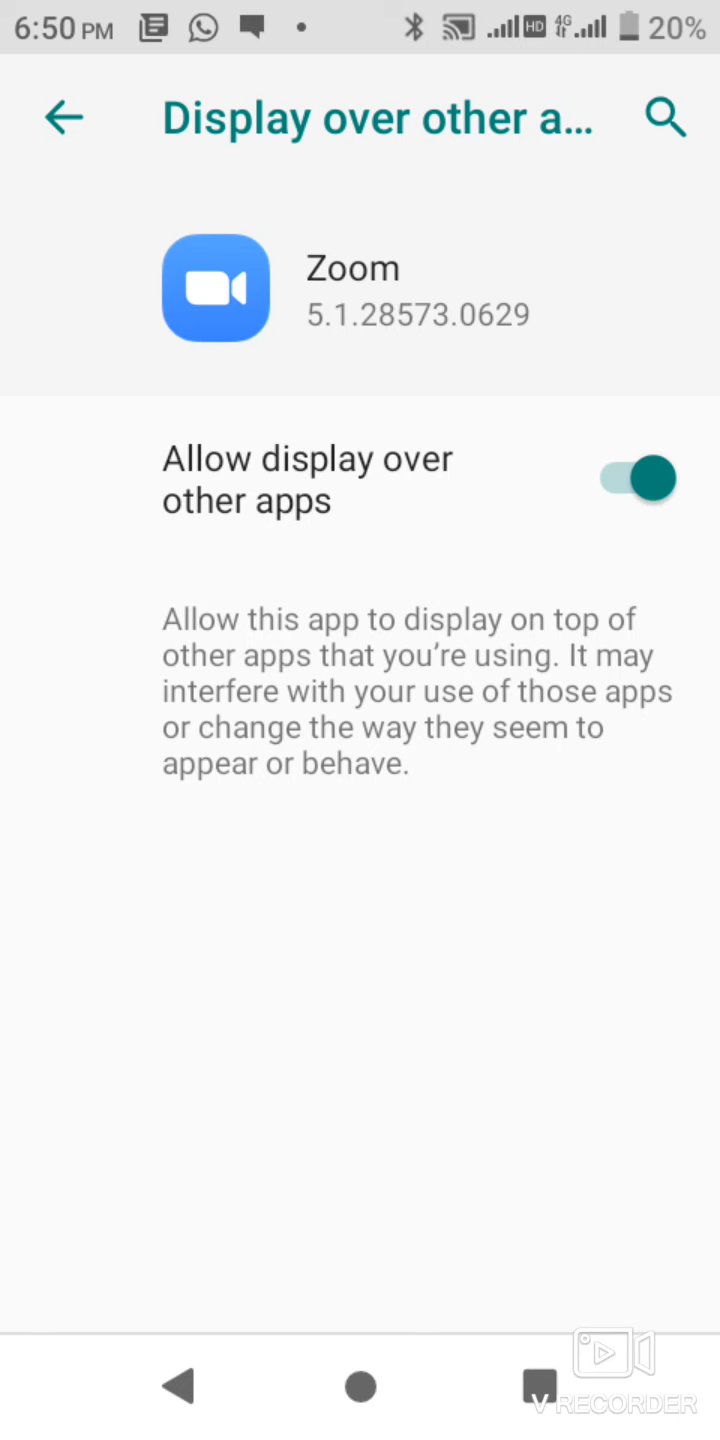 6:50 PM HD 4G 20%
Display over other a...
Zoom
5.1.28573.0629
Allow display over
other apps
Allow this app to display on top of
other apps that you’re using. It may
interfere with your use of those apps
or change the way they seem to
appear or behave.
V RECORDER